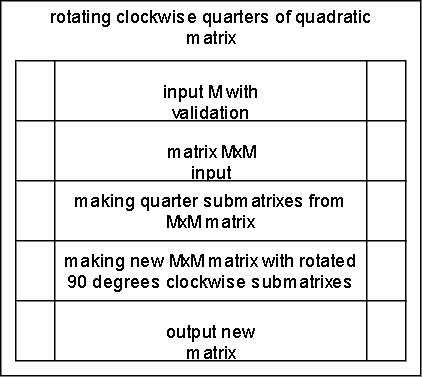 rotating clockwise quarters of quadratic
matrix
input M with
validation
matrix MxM
input
making quarter submatrixes from
MxM matrix
making new MxM matrix with rotated
90 degrees clockwise submatrixes
output new
matrix